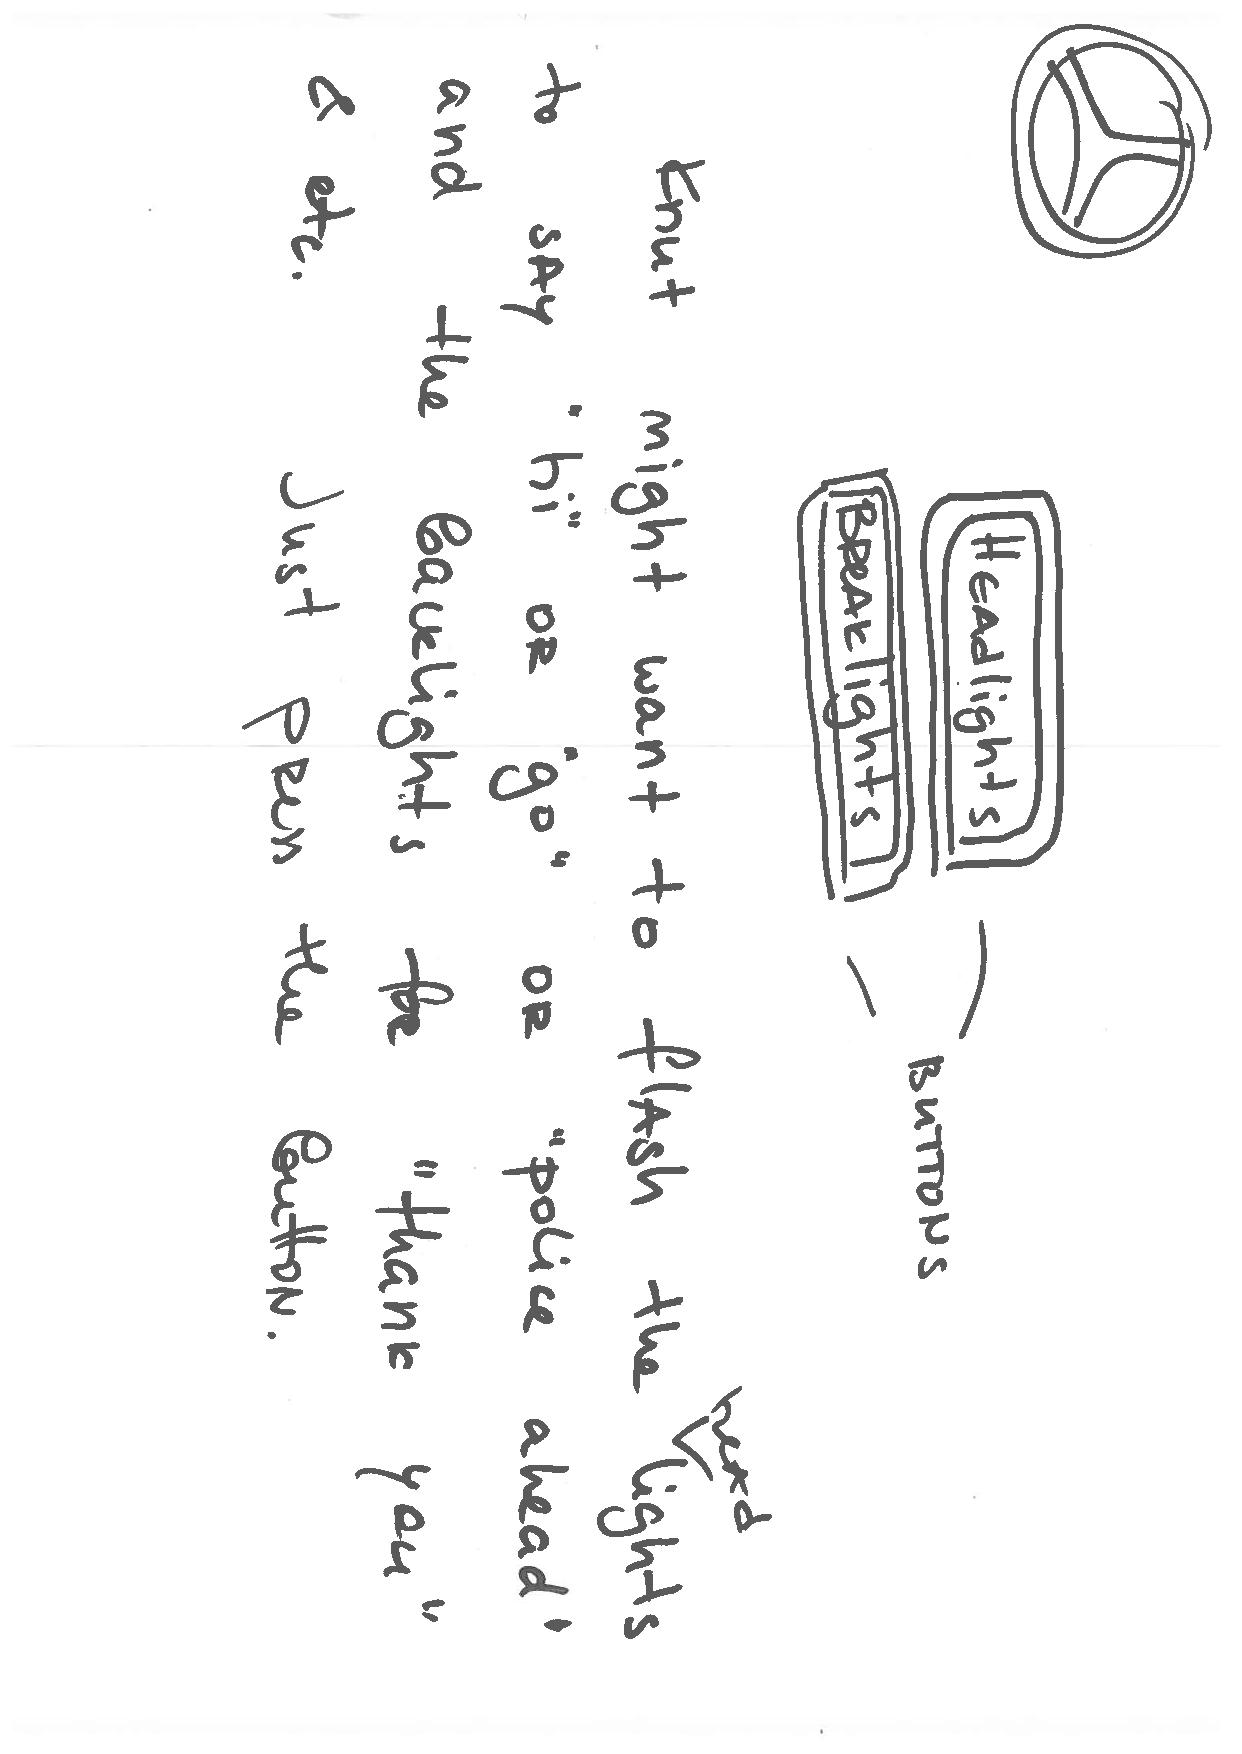 Headlights
BREAKlights
BUTTONS
head
Knut might want to flash the lights
to say "hi" OR "go" OR "police ahead"
and the backlights for "thank you"
& etc. Just press the button.